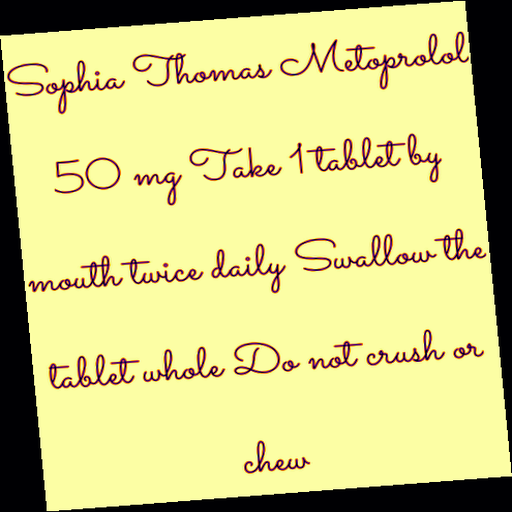 Sophia Thomas Metoprolol
50 mg Take 1 tablet by
mouth twice daily Swallow the
tablet whole Do not crush or
chew